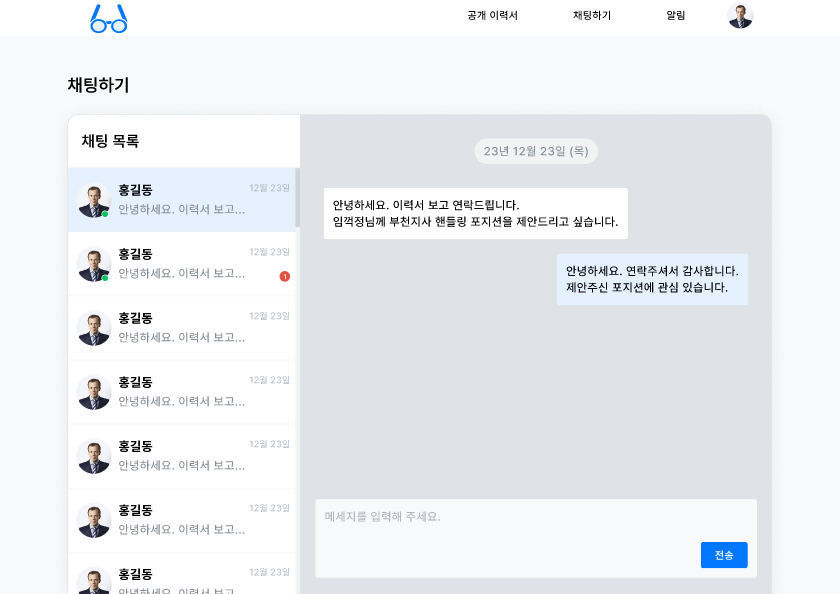 공개 이력서
채팅하기
알림
채팅하기
채팅 목록
홍길동
12월 23일
안녕하세요. 이력서 보고...
홍길동
12월 23일
안녕하세요. 이력서 보고...
1
홍길동
12월 23일
안녕하세요. 이력서 보고...
홍길동
12월 23일
안녕하세요. 이력서 보고...
홍길동
12월 23일
안녕하세요. 이력서 보고...
홍길동
12월 23일
안녕하세요. 이력서 보고...
홍길동
12월 23일
안녕하세요. 이력서 보고...
23년 12월 23일 (목)
안녕하세요. 이력서 보고 연락드립니다.
임꺽정님께 부천지사 핸들링 포지션을 제안드리고 싶습니다.
안녕하세요. 연락주셔서 감사합니다.
제안주신 포지션에 관심 있습니다.
메세지를 입력해 주세요.
전송